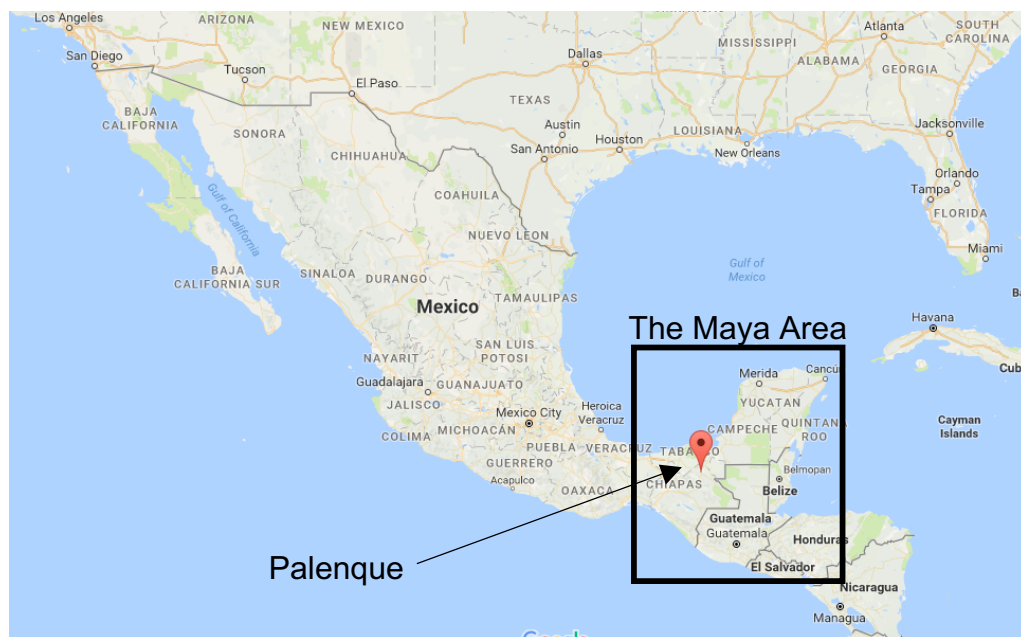 Los Angeles
ARIZONA
NEW MEXICO
MISSISSIPPI
Atlanta
SOUTH
CAROLINA
San Diego
Tucson
El Paso
Dallas
ALABAMA
GEORGIA
BAJA
CALIFORNIA
SONORA
TEXAS
Austin
San Antonio
Houston
LOUISIANA
New Orleans
Jacksonville
CHIHUAHUA
COAHUILA
Gulf of California
NUEVO LEON
Orlando
Tampa
FLORIDA
Miami
BAJA
CALIFORNIA SUR
SINALOA
DURANGO
Gulf of
Mexico
Mexico
TAMAULIPAS
The Maya Area
Havana
SAN LUIS
POTOSI
NAYARIT
Guadalajara
GUANAJUATO
JALISCO
Merida
YUCATAN
COLIMA
MICHOACÁN
Mexico City
Heroica
Veracruz
CAMPECHE
QUINTANA
ROO
Cayman
Islands
PUEBLA
VERACRUZ
GUERRERO
Acapulco
OAXACA
CHIAPAS
Belmopan
Belize
Guatemala
Guatemala
Honduras
El Salvador
Palenque
Nicaragua
Managua